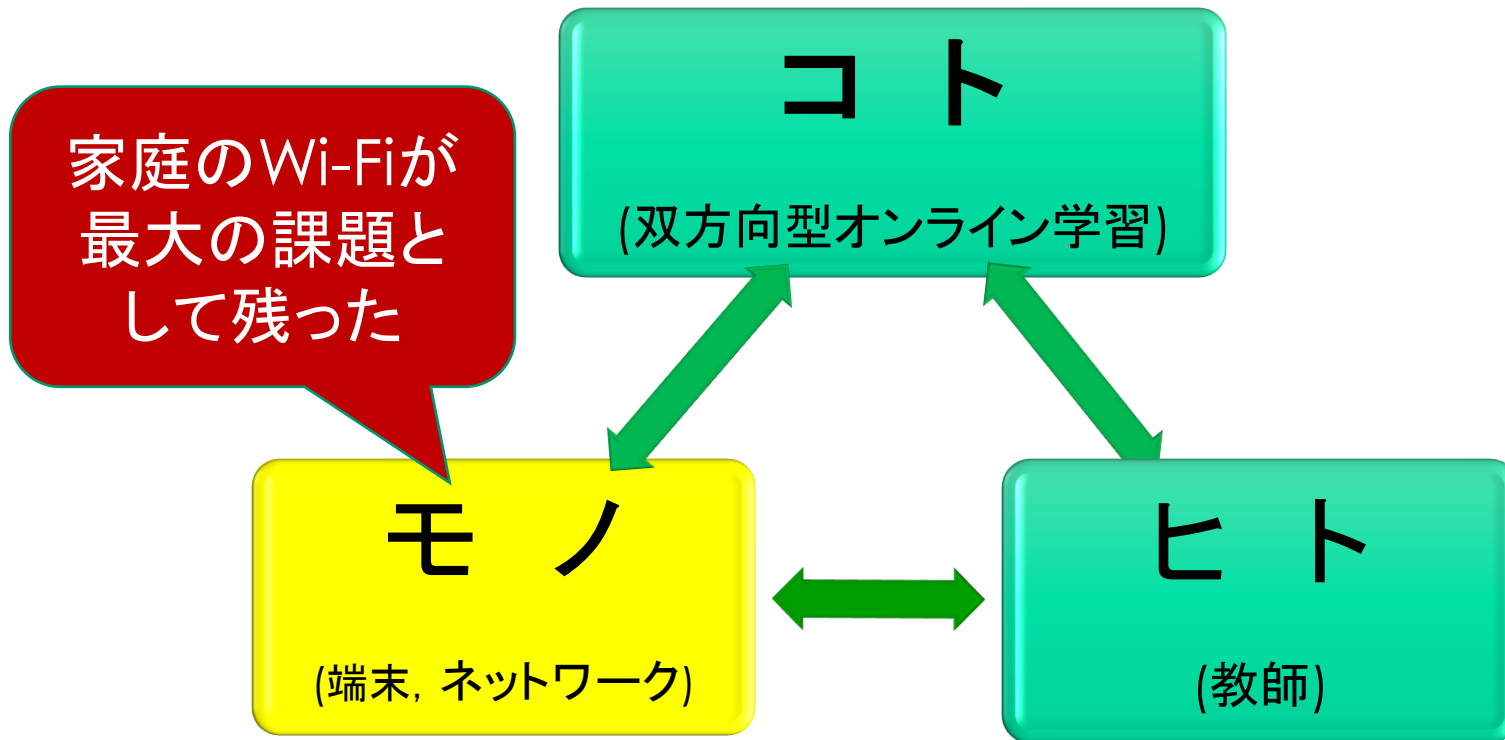 コ ト
(双方向型オンライン学習)
家庭のWi-Fiが
最大の課題と
して残った
モ ノ
(端末, ネットワーク)
ヒ ト
(教師)